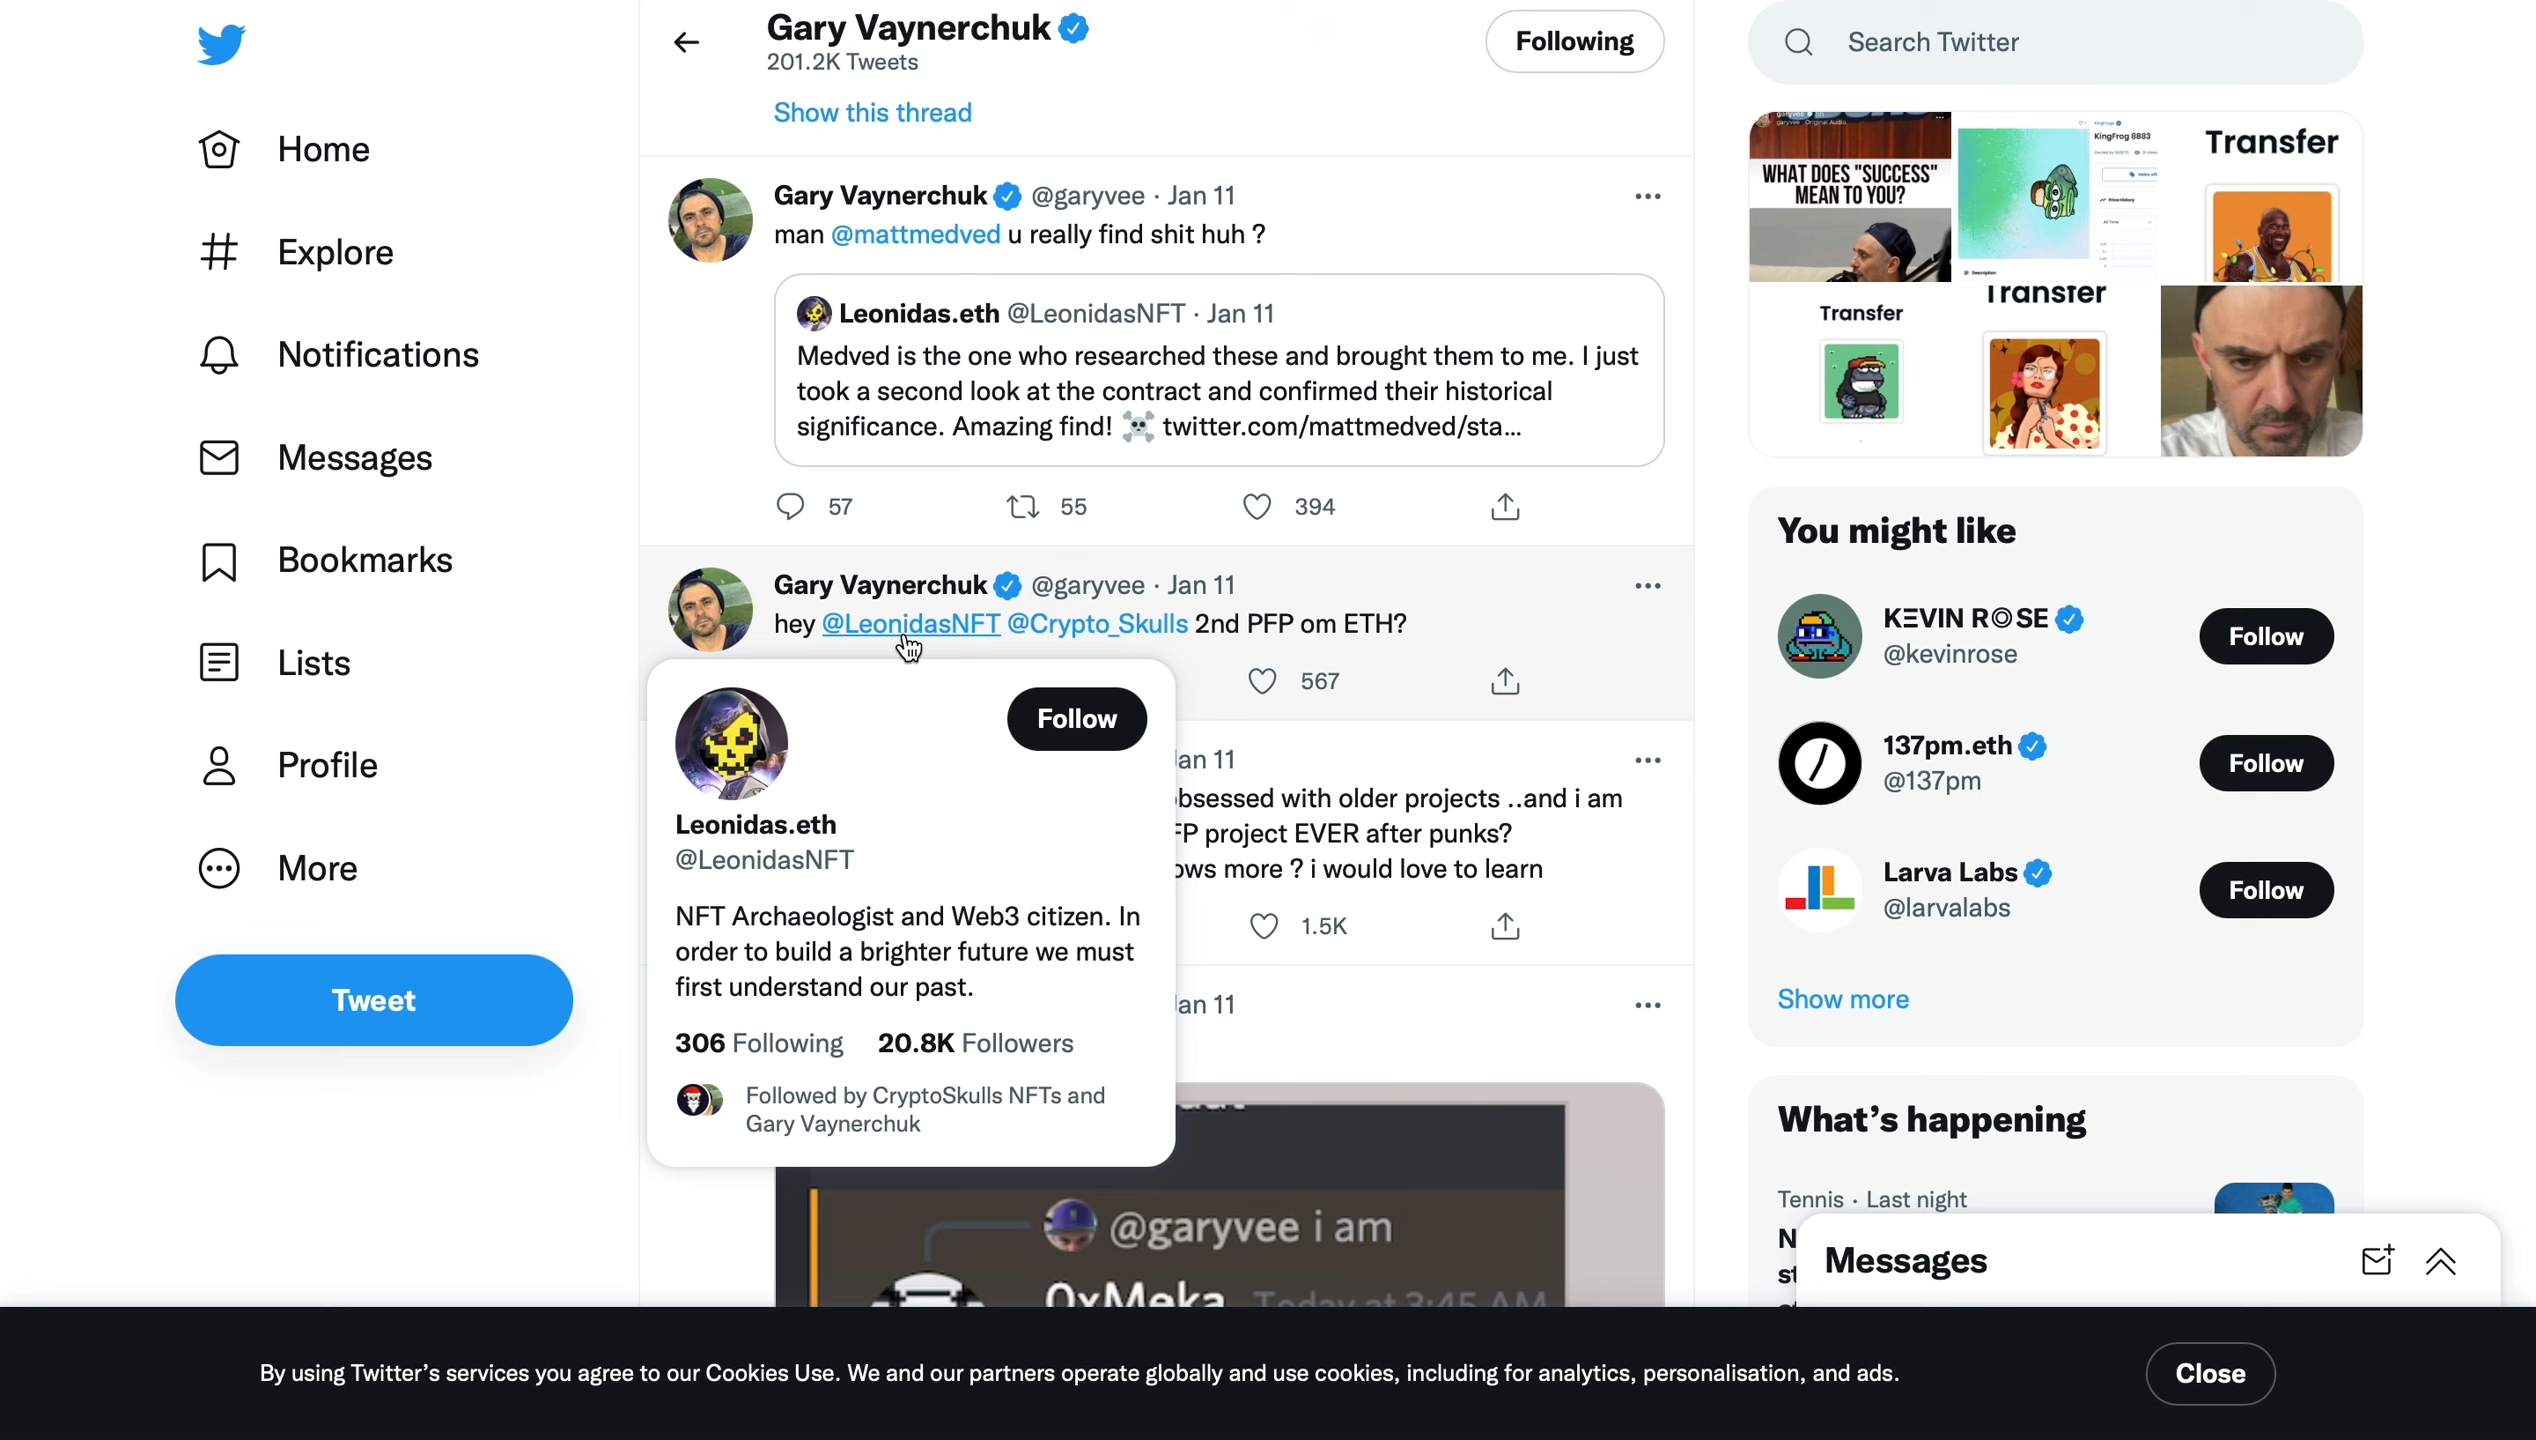 Home
Explore
Notifications
Messages
Bookmarks
Lists
Profile
More
Tweet
Gary Vaynerchuk
201.2K Tweets
Following
Show this thread
Gary Vaynerchuk @garyvee · Jan 11
man @mattmedved u really find shit huh ?
Leonidas.eth @LeonidasNFT · Jan 11
Medved is the one who researched these and brought them to me. I just
took a second look at the contract and confirmed their historical
significance. Amazing find! ☠️ twitter.com/mattmedved/sta...
57 55 394
Gary Vaynerchuk @garyvee · Jan 11
hey @LeonidasNFT @Crypto_Skulls 2nd PFP om ETH?
567
Follow
Leonidas.eth
@LeonidasNFT
NFT Archaeologist and Web3 citizen. In
order to build a brighter future we must
first understand our past.
306 Following 20.8K Followers
Followed by CryptoSkulls NFTs and
Gary Vaynerchuk
11
with older projects ..and i am
project EVER after punks?
more ? i would love to learn
1.5K
11
@garyvee i am
0xMeka Today at 3:45 AM
Search Twitter
WHAT DOES "SUCCESS"
MEAN TO YOU?
KingFrog 8883
Transfer
Transfer
Transfer
You might like
KΞVIN R◎SE
@kevinrose
Follow
137pm.eth
@137pm
Follow
Larva Labs
@larvalabs
Follow
Show more
What's happening
Tennis · Last night
Messages
By using Twitter's services you agree to our Cookies Use. We and our partners operate globally and use cookies, including for analytics, personalisation, and ads.
Close